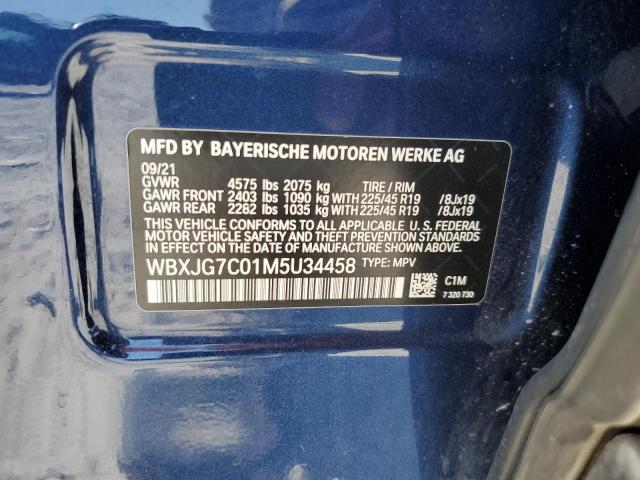 MFD BY BAYERISCHE MOTOREN WERKE AG
09/21
GVWR 4575 lbs 2075 kg TIRE / RIM
GAWR FRONT 2403 lbs 1090 kg WITH 225/45 R19 /8Jx19
GAWR REAR 2282 lbs 1035 kg WITH 225/45 R19 /8Jx19
THIS VEHICLE CONFORMS TO ALL APPLICABLE U. S. FEDERAL
MOTOR VEHICLE SAFETY STANDARDS IN EFFECT ON THE
DATE OF MANUFACTURE SHOWN ABOVE.
WBXJG7C01M5U34458 TYPE: MPV
C1M
7 320 730